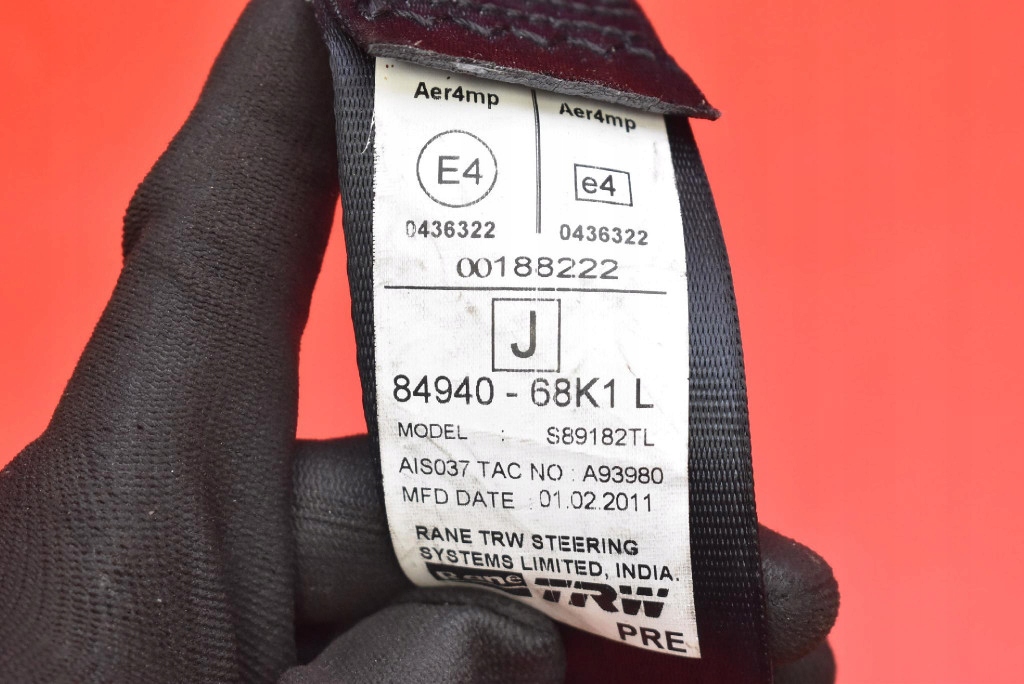 Aer4mp Aer4mp
E4 e4
0436322 0436322
00188222
J
84940 - 68K1 L
MODEL : S89182TL
AIS037 TAC NO : A93980
MFD DATE : 01.02.2011
RANE TRW STEERING
SYSTEMS LIMITED, INDIA.
Rane TRW
PRE